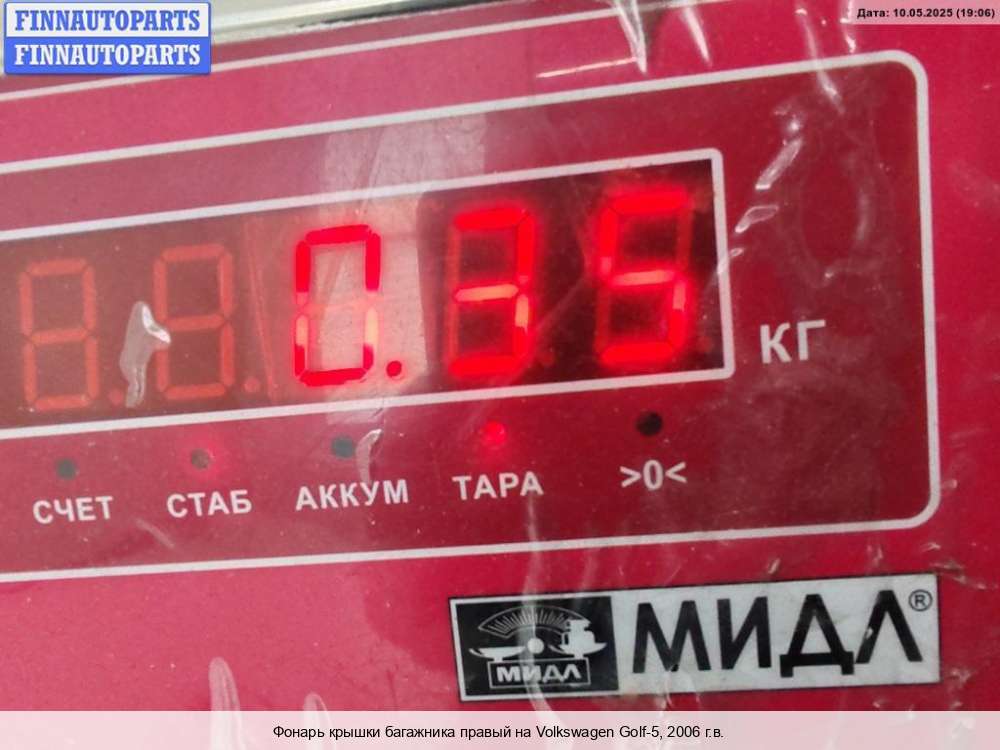 FINNAUTOPARTS
FINNAUTOPARTS
Дата: 10.05.2025 (19:06)
0.35
КГ
СЧЕТ СТАБ АККУМ ТАРА >0<
МИДЛ МИДЛ®
Фонарь крышки багажника правый на Volkswagen Golf-5, 2006 г.в.